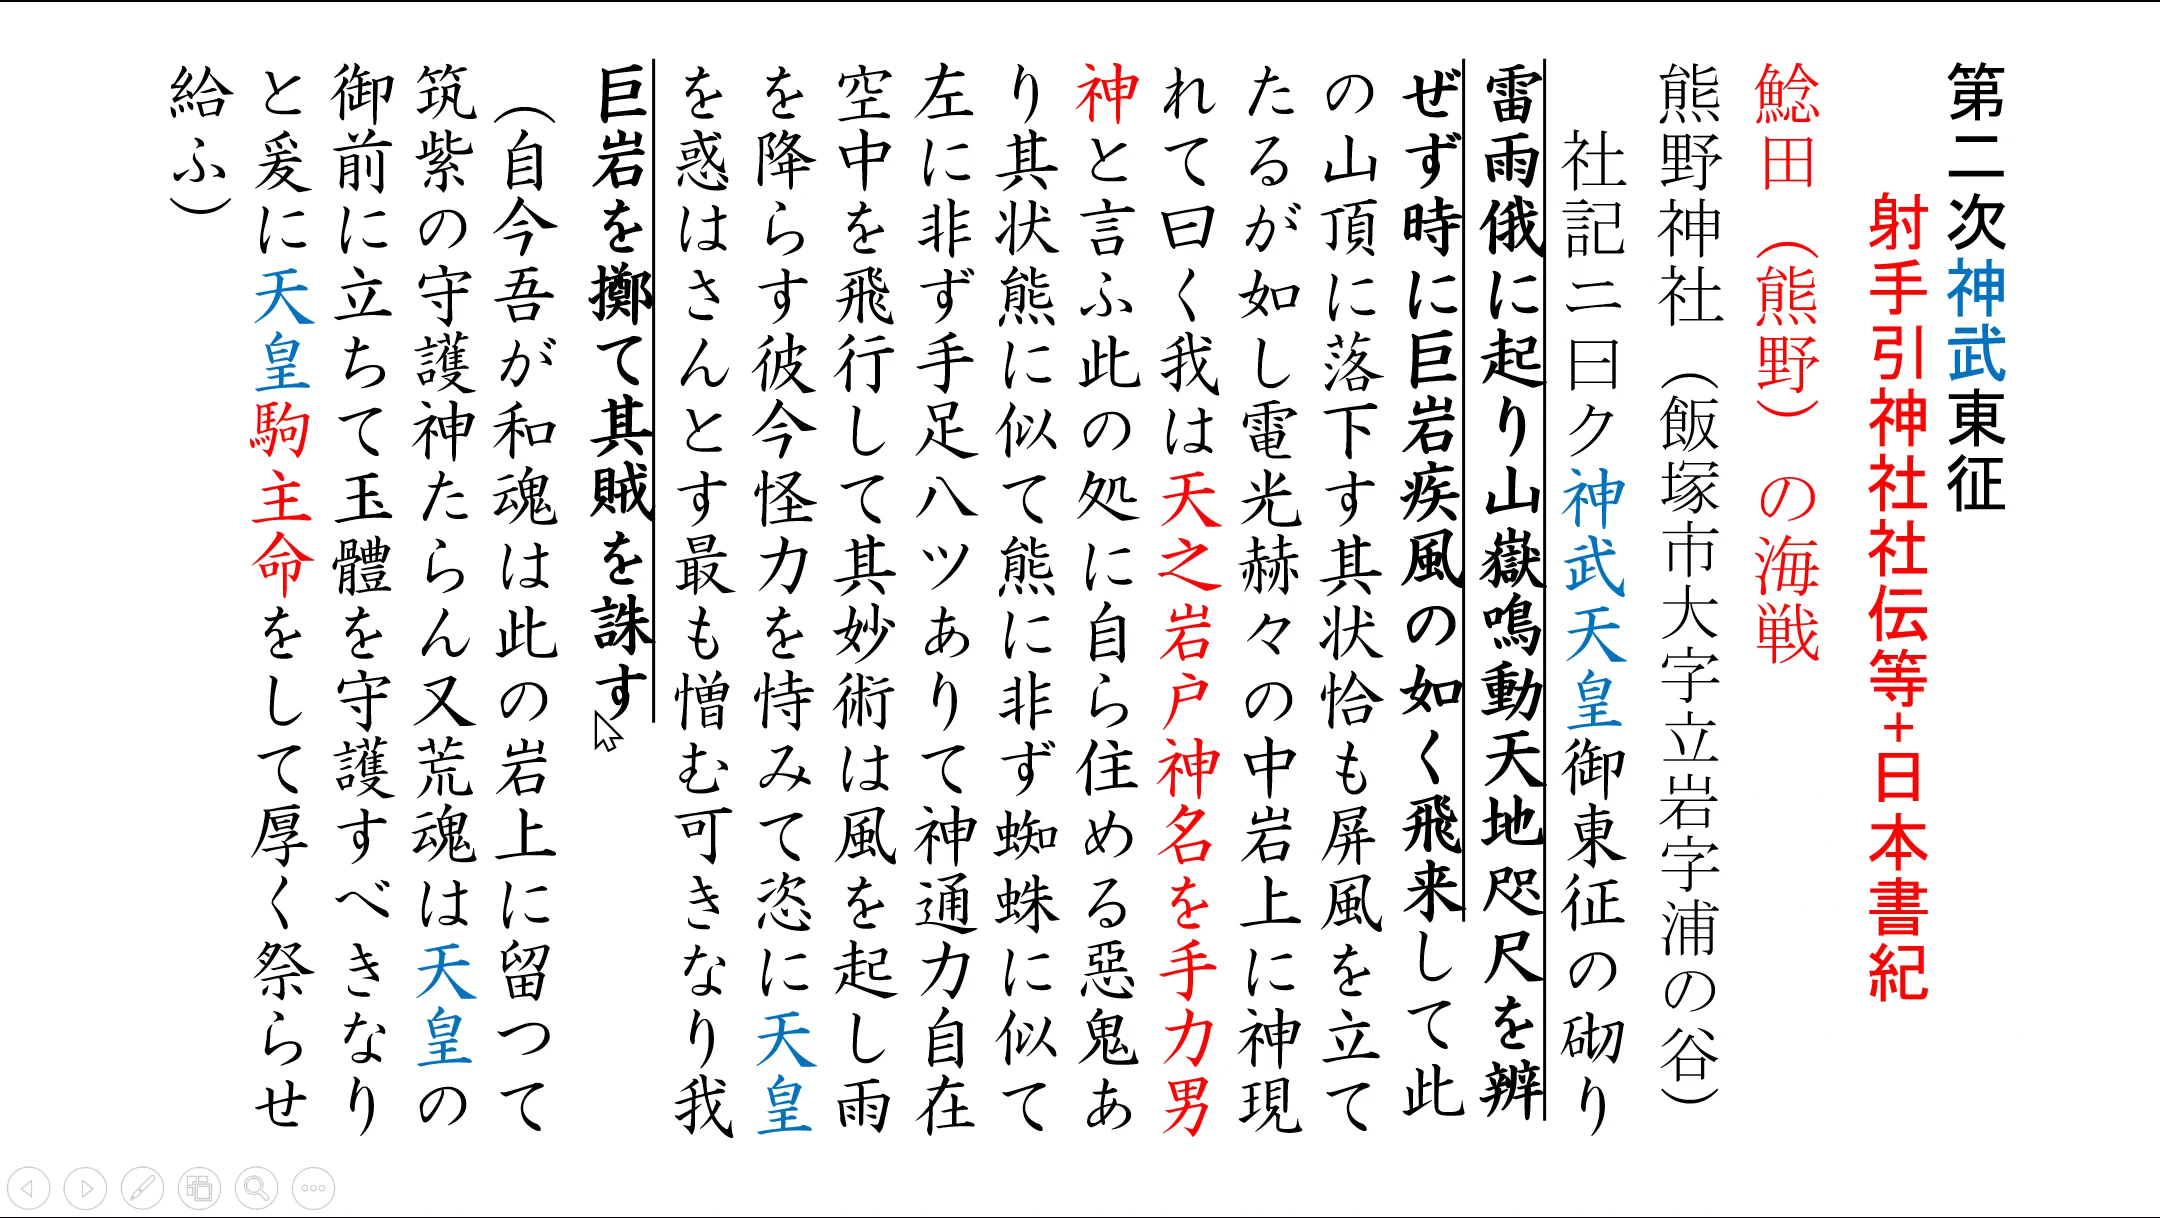 第二次神武東征
射手引神社社伝等+日本書紀
鯰田（熊野）の海戦
熊野神社（飯塚市大字立岩字浦の谷）
社記ニ曰ク神武天皇御東征の砌り
雷雨俄に起り山嶽鳴動天地咫尺を辨
ぜず時に巨岩疾風の如く飛来して此
の山頂に落下す其状恰も屏風を立て
たるが如し電光赫々の中岩上に神現
れて曰く我は天之岩戸神名を手力男
神と言ふ此の処に自ら住める惡鬼あ
り其状熊に似て熊に非ず蜘蛛に似て
左に非ず手足八ツありて神通力自在
空中を飛行して其妙術は風を起し雨
を降らす彼今怪力を恃みて恣に天皇
を惑はさんとす最も憎む可きなり我
巨岩を擲て其賊を誅す
（自今吾が和魂は此の岩上に留つて
筑紫の守護神たらん又荒魂は天皇の
御前に立ちて玉體を守護すべきなり
と爰に天皇駒主命をして厚く祭らせ
給ふ）